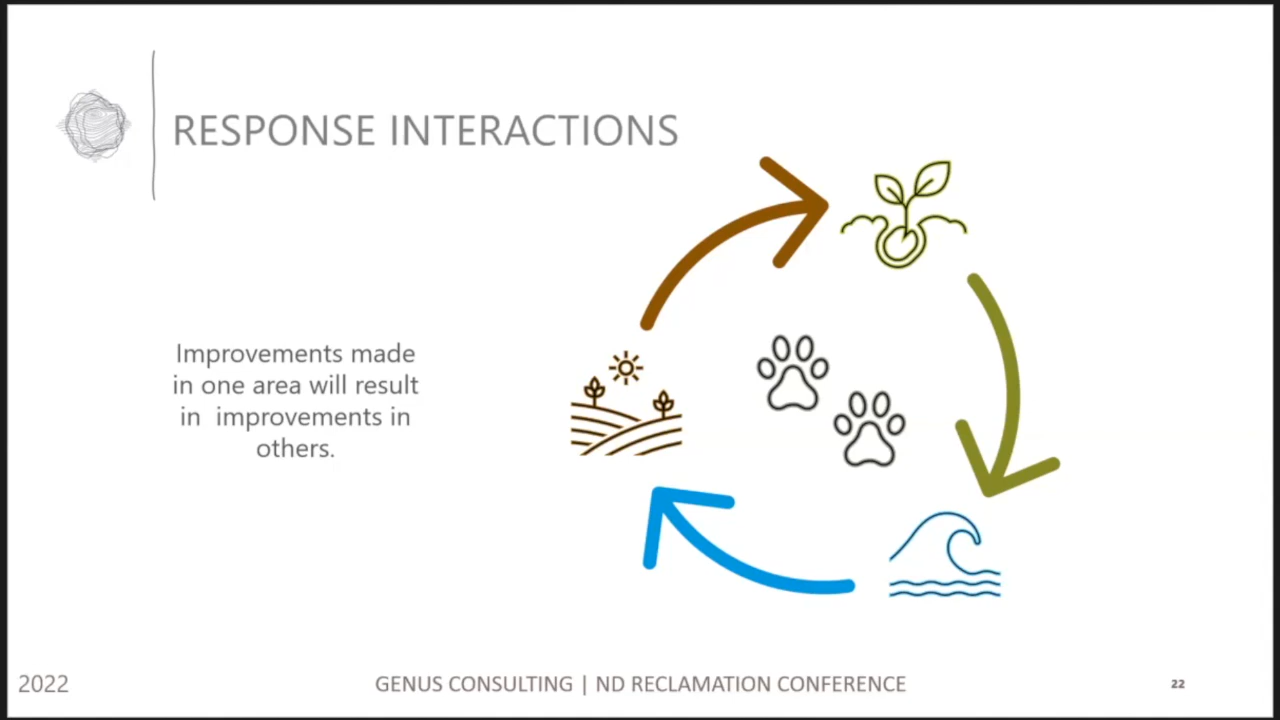 RESPONSE INTERACTIONS
Improvements made
in one area will result
in  improvements in
others.
2022
GENUS CONSULTING | ND RECLAMATION CONFERENCE
22